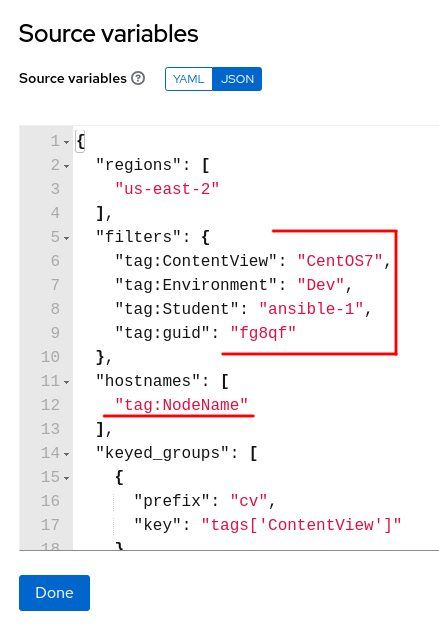 Source variables
Source variables YAML JSON
1 {
2 "regions": [
3 "us-east-2"
4 ],
5 "filters": {
6 "tag:ContentView": "CentOS7",
7 "tag:Environment": "Dev",
8 "tag:Student": "ansible-1",
9 "tag:guid": "fg8qf"
10 },
11 "hostnames": [
12 "tag:NodeName"
13 ],
14 "keyed_groups": [
15 {
16 "prefix": "cv",
17 "key": "tags['ContentView']"
18 }
Done